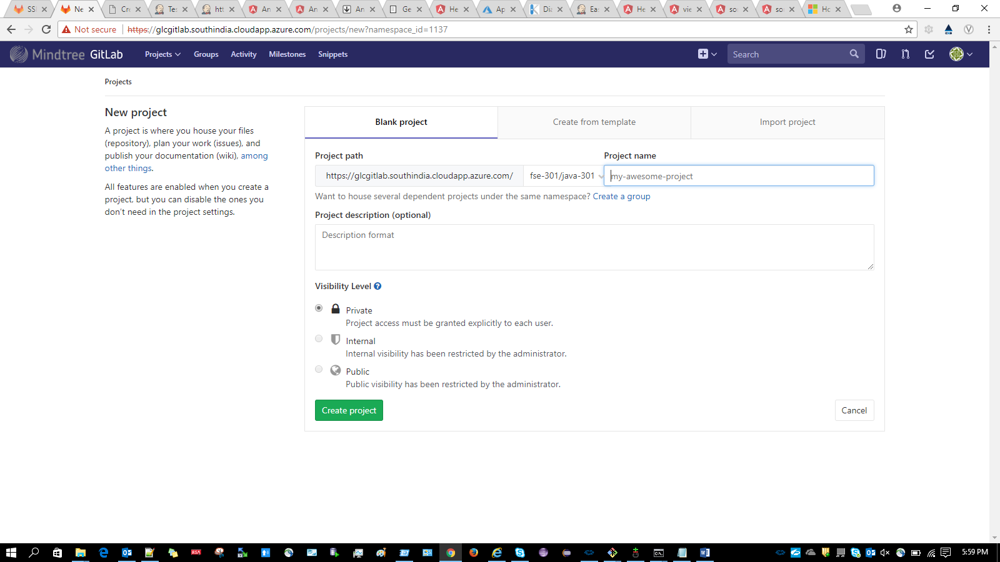 SS
Ne
Cre
Te
htt
An
An
An
Ge
He
Ap
Dia
Eas
He
vie
so
so
Ho
Not secure
https://glcgitlab.southindia.cloudapp.azure.com/projects/new?namespace_id=1137
Mindtree GitLab
Projects
Groups
Activity
Milestones
Snippets
Search
Projects
New project
A project is where you house your files
(repository), plan your work (issues), and
publish your documentation (wiki), among
other things.
All features are enabled when you create a
project, but you can disable the ones you
don’t need in the project settings.
Blank project
Create from template
Import project
Project path
Project name
https://glcgitlab.southindia.cloudapp.azure.com/
fse-301/java-301
my-awesome-project
Want to house several dependent projects under the same namespace? Create a group
Project description (optional)
Description format
Visibility Level
Private
Project access must be granted explicitly to each user.
Internal
Internal visibility has been restricted by the administrator.
Public
Public visibility has been restricted by the administrator.
Create project
Cancel
RSA
5:59 PM